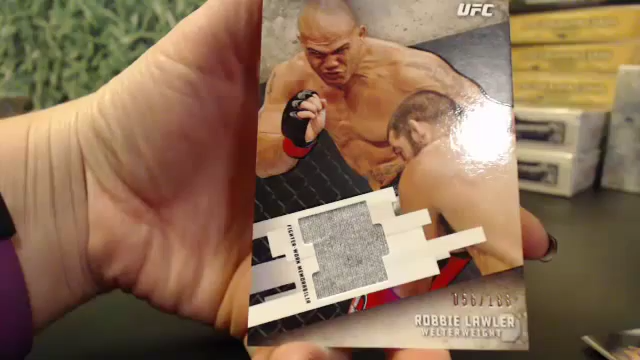 UFC
FIGHTER-WORN MEMORABILIA
ROBBIE LAWLER
WELTERWEIGHT